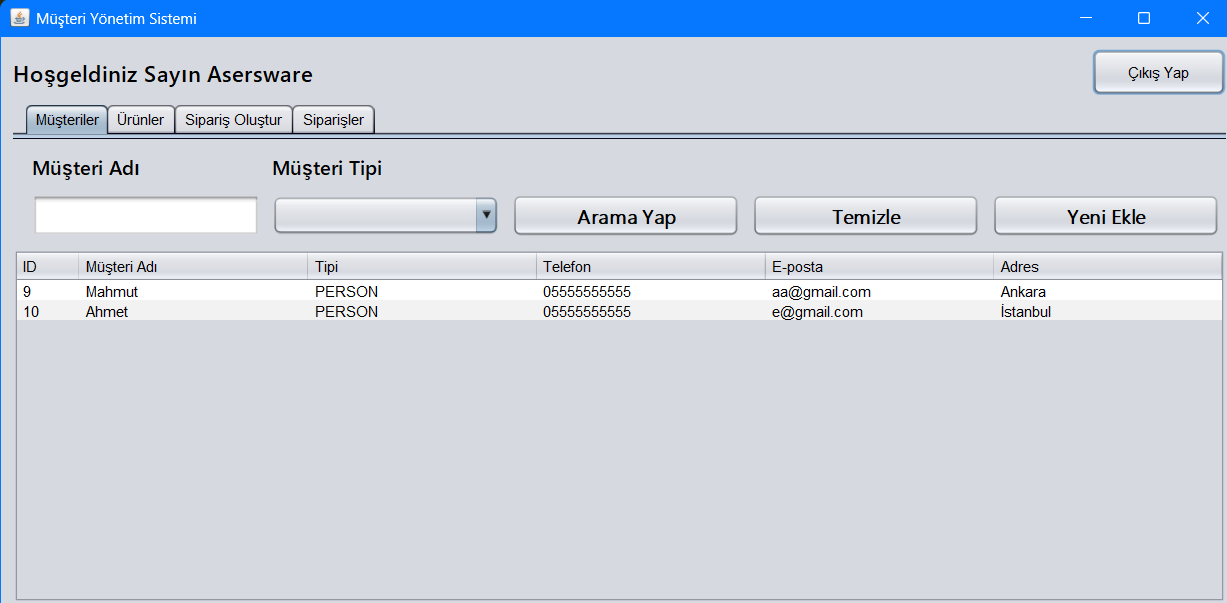 Müşteri Yönetim Sistemi
Hoşgeldiniz Sayın Asersware
Çıkış Yap
Müşteriler Ürünler Sipariş Oluştur Siparişler
Müşteri Adı Müşteri Tipi
Arama Yap Temizle Yeni Ekle
ID Müşteri Adı Tipi Telefon E-posta Adres
9 Mahmut PERSON 05555555555 aa@gmail.com Ankara
10 Ahmet PERSON 05555555555 e@gmail.com İstanbul